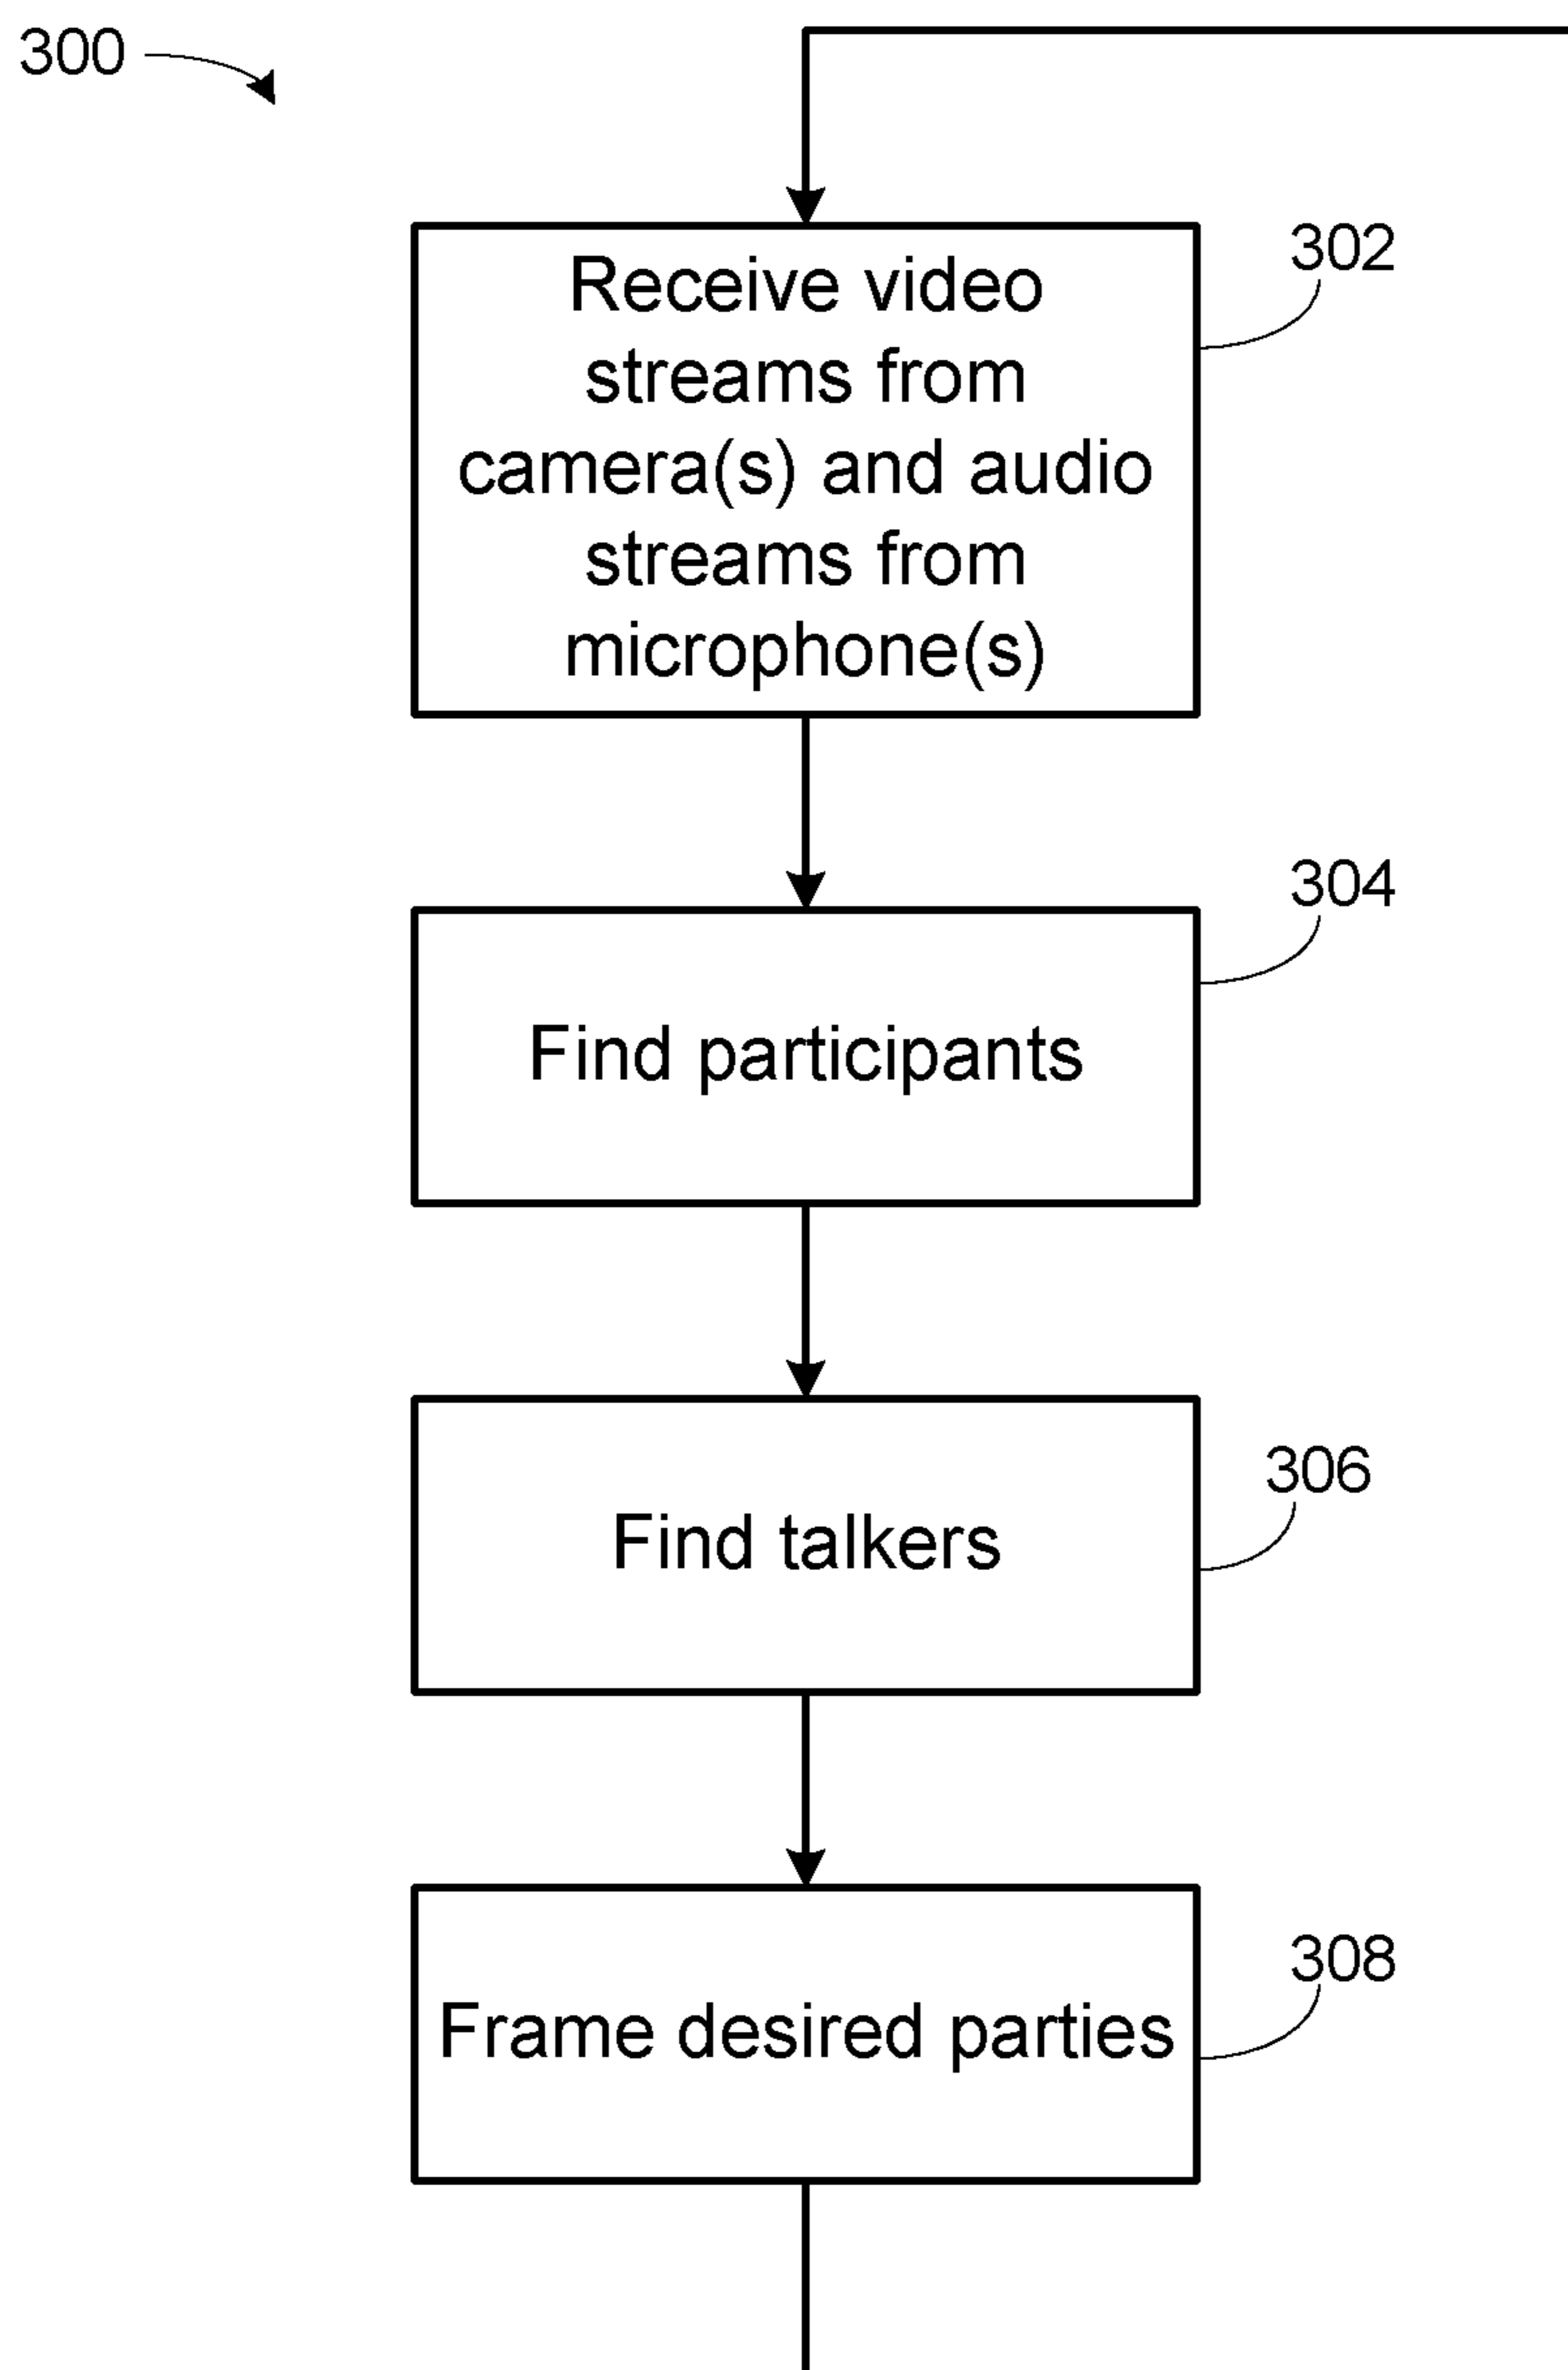 300
302
Receive video
streams from
camera(s) and audio
streams from
microphone(s)
304
Find participants
306
Find talkers
308
Frame desired parties